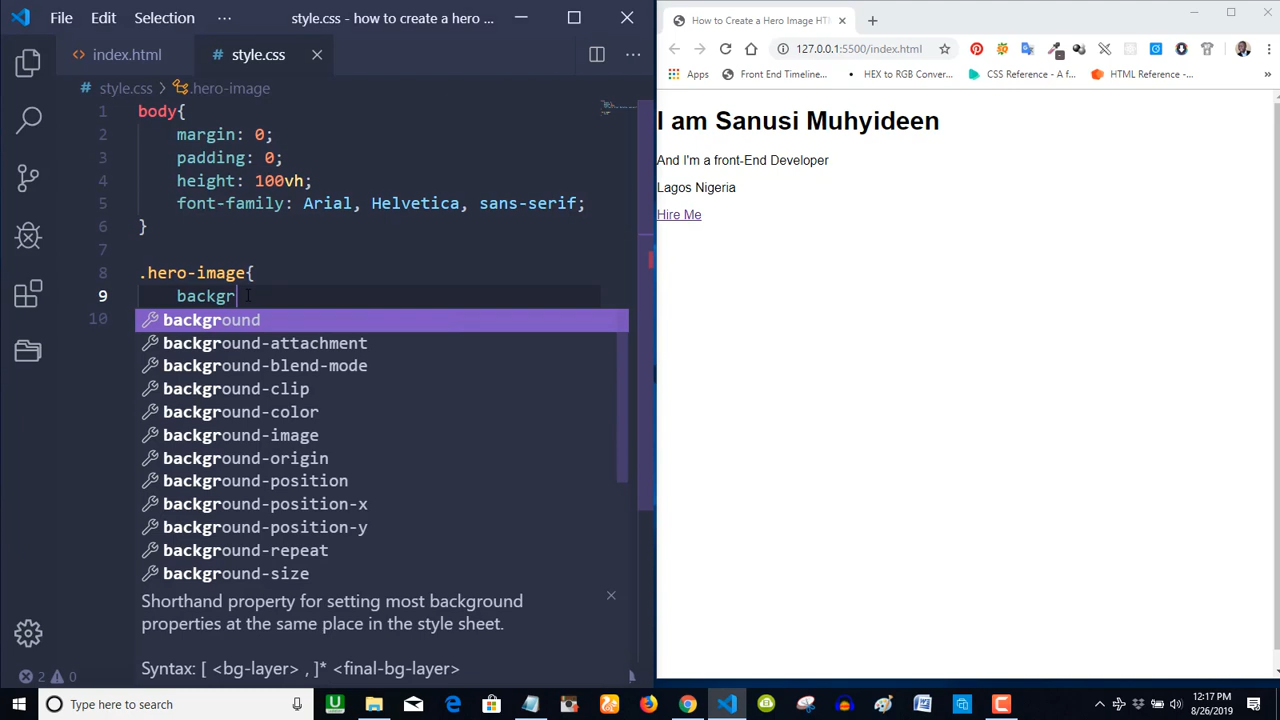 File Edit Selection ··· style.css - how to create a hero ...
index.html
# style.css
# style.css > .hero-image
1 body{
2 margin: 0;
3 padding: 0;
4 height: 100vh;
5 font-family: Arial, Helvetica, sans-serif;
6 }
7
8 .hero-image{
9 backgr
10
background
background-attachment
background-blend-mode
background-clip
background-color
background-image
background-origin
background-position
background-position-x
background-position-y
background-repeat
background-size
Shorthand property for setting most background
properties at the same place in the style sheet.
Syntax: [ <bg-layer> , ]* <final-bg-layer>
2 0
How to Create a Hero Image HT
127.0.0.1:5500/index.html
Apps Front End Timeline... HEX to RGB Conver... CSS Reference - A f... HTML Reference -... »
I am Sanusi Muhyideen
And I'm a front-End Developer
Lagos Nigeria
Hire Me
Type here to search
12:17 PM
8/26/2019